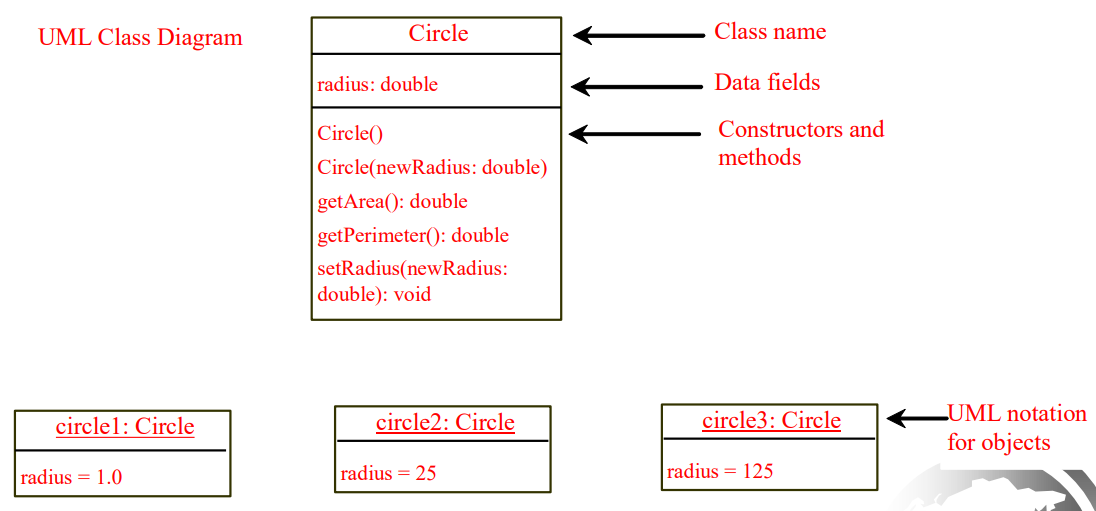 UML Class Diagram
Circle
Class name
radius: double
Data fields
Circle()
Circle(newRadius: double)
getArea(): double
getPerimeter(): double
setRadius(newRadius:
double): void
Constructors and
methods
circle1: Circle
radius = 1.0
circle2: Circle
radius = 25
circle3: Circle
radius = 125
UML notation
for objects